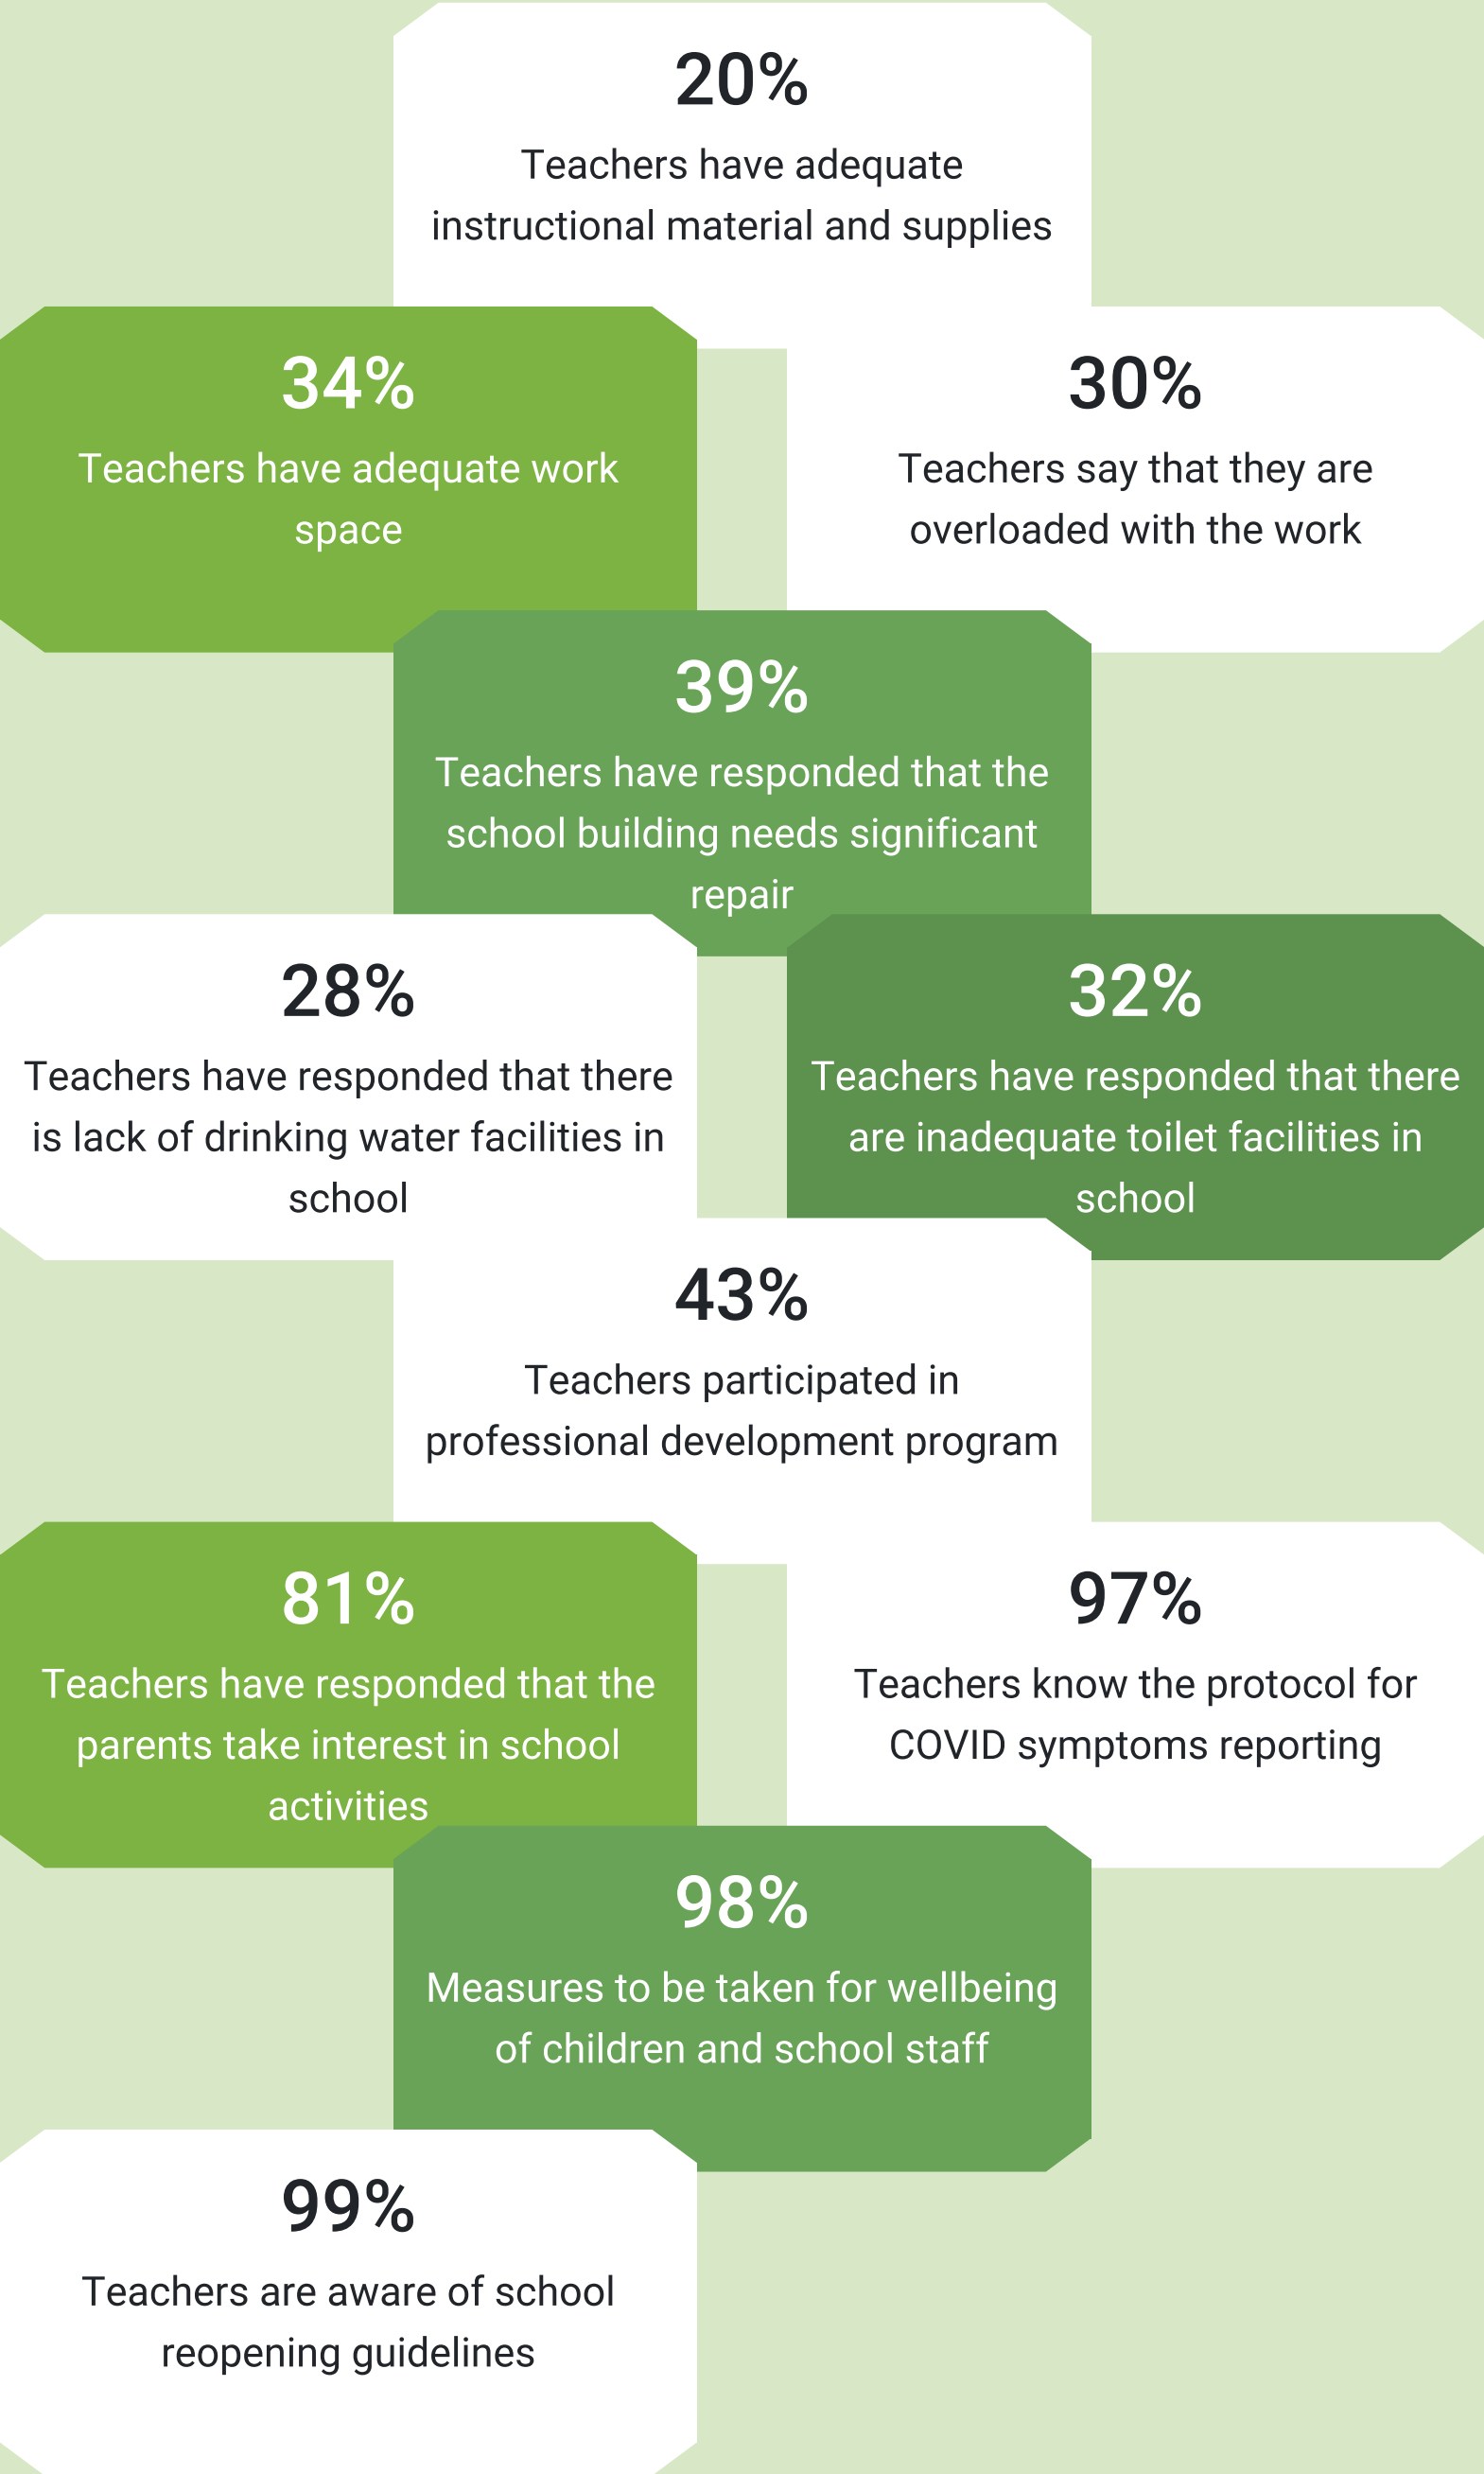 20%
Teachers have adequate
instructional material and supplies
34%
Teachers have adequate work
space
30%
Teachers say that they are
overloaded with the work
39%
Teachers have responded that the
school building needs significant
repair
28%
Teachers have responded that there
is lack of drinking water facilities in
school
32%
Teachers have responded that there
are inadequate toilet facilities in
school
43%
Teachers participated in
professional development program
81%
Teachers have responded that the
parents take interest in school
activities
97%
Teachers know the protocol for
COVID symptoms reporting
98%
Measures to be taken for wellbeing
of children and school staff
99%
Teachers are aware of school
reopening guidelines